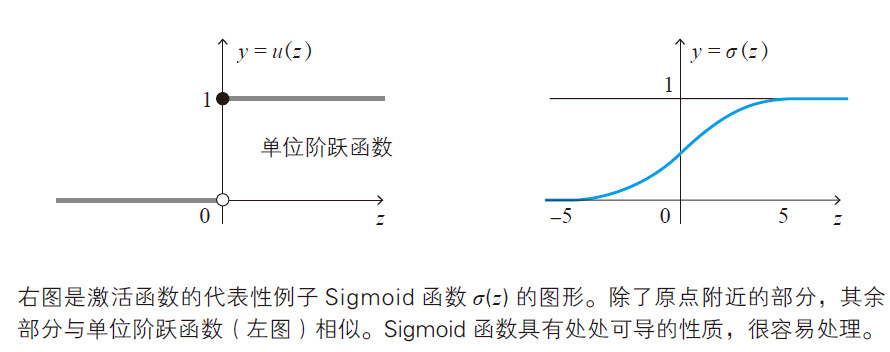 y = u(z)
1
单位阶跃函数
0
z
y = σ(z)
1
−5
0
5
z
右图是激活函数的代表性例子 Sigmoid 函数 σ(z) 的图形。除了原点附近的部分，其余
部分与单位阶跃函数（左图）相似。Sigmoid 函数具有处处可导的性质，很容易处理。